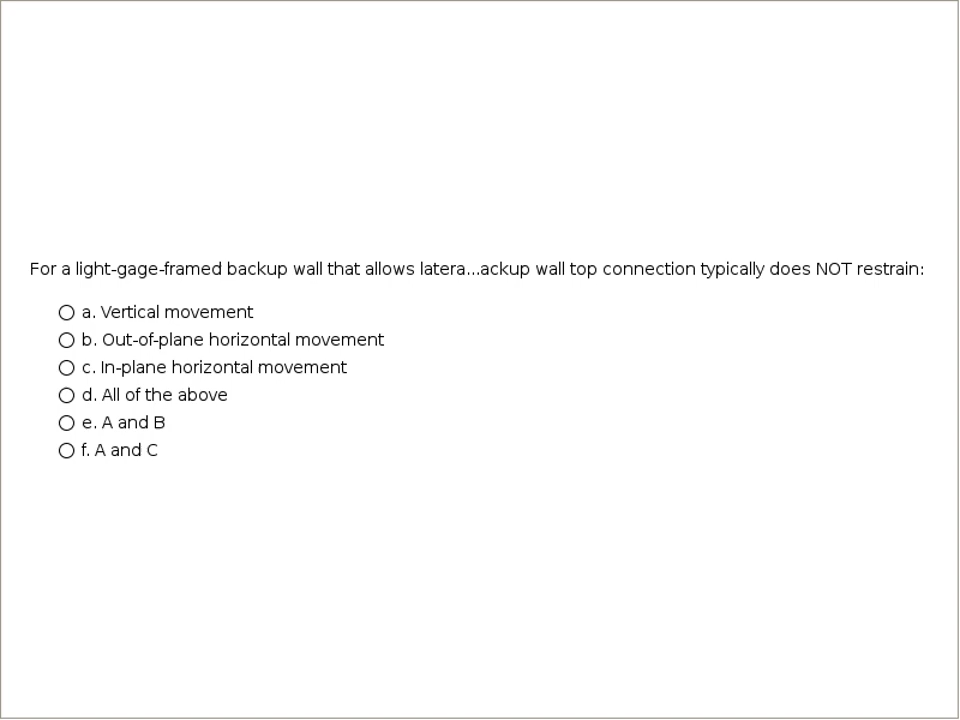 For a light-gage-framed backup wall that allows latera...ackup wall top connection typically does NOT restrain:
a. Vertical movement
b. Out-of-plane horizontal movement
c. In-plane horizontal movement
d. All of the above
e. A and B
f. A and C